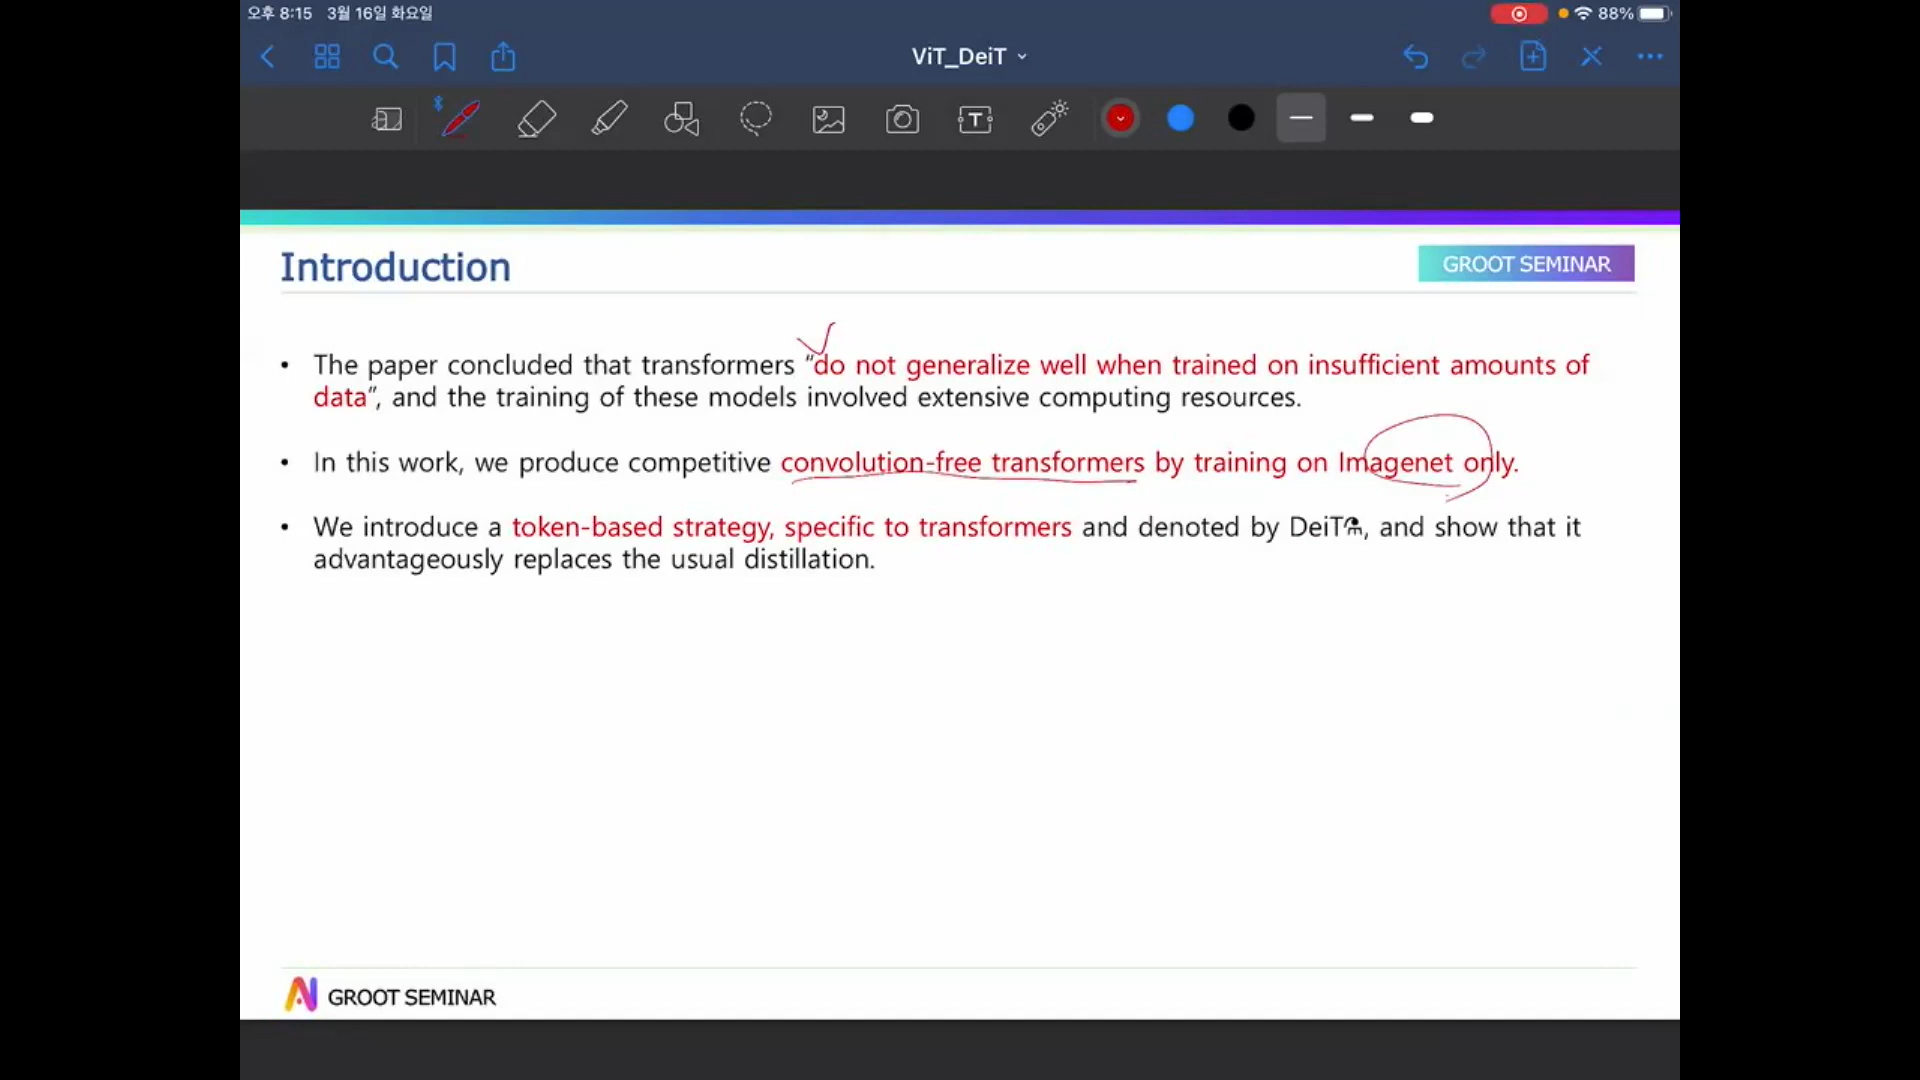 오후 8:15 3월 16일 화요일
88%
ViT_DeiT
T
Introduction
GROOT SEMINAR
• The paper concluded that transformers “do not generalize well when trained on insufficient amounts of
data”, and the training of these models involved extensive computing resources.
• In this work, we produce competitive convolution-free transformers by training on Imagenet only.
• We introduce a token-based strategy, specific to transformers and denoted by DeiT⚗, and show that it
advantageously replaces the usual distillation.
GROOT SEMINAR